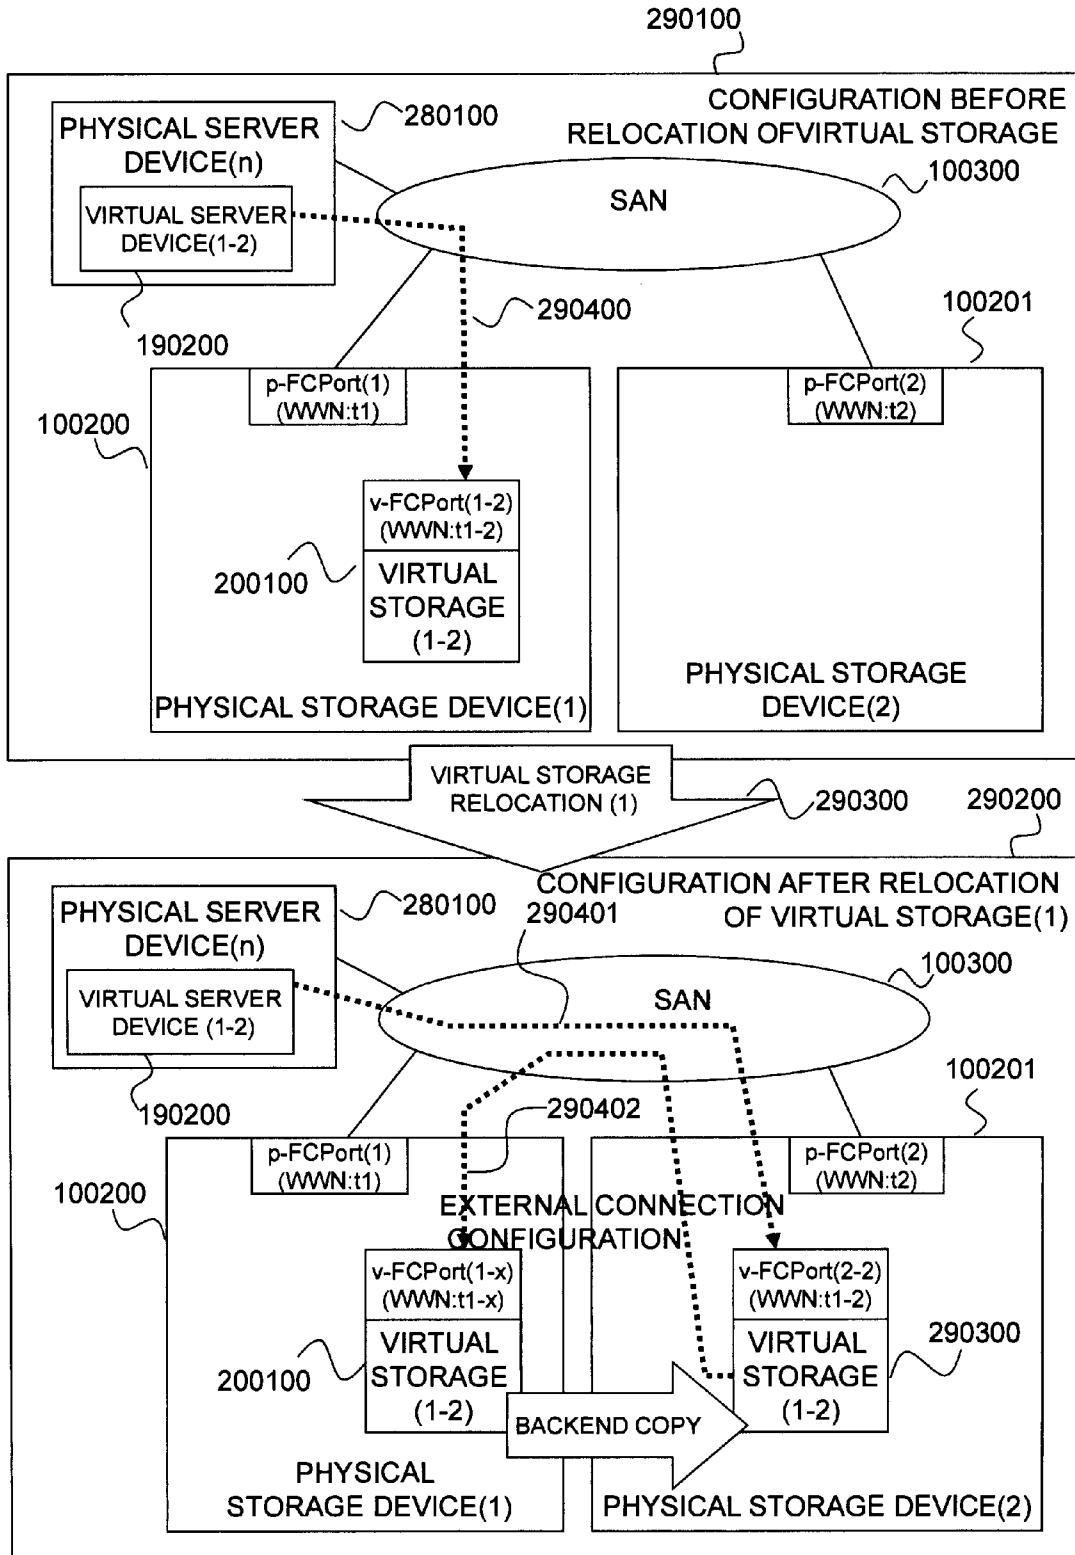 290100
CONFIGURATION BEFORE
RELOCATION OFVIRTUAL STORAGE
PHYSICAL SERVER
DEVICE(n)
280100
VIRTUAL SERVER
DEVICE(1-2)
SAN
100300
190200
290400
100201
p-FCPort(1)
(WWN:t1)
p-FCPort(2)
(WWN:t2)
100200
v-FCPort(1-2)
(WWN:t1-2)
200100
VIRTUAL
STORAGE
(1-2)
PHYSICAL STORAGE DEVICE(1)
PHYSICAL STORAGE
DEVICE(2)
VIRTUAL STORAGE
RELOCATION (1)
290300
290200
CONFIGURATION AFTER RELOCATION
OF VIRTUAL STORAGE(1)
PHYSICAL SERVER
DEVICE(n)
280100
290401
VIRTUAL SERVER
DEVICE (1-2)
SAN
100300
190200
290402
100201
p-FCPort(1)
(WWN:t1)
p-FCPort(2)
(WWN:t2)
100200
EXTERNAL CONNECTION
CONFIGURATION
v-FCPort(1-x)
(WWN:t1-x)
v-FCPort(2-2)
(WWN:t1-2)
200100
VIRTUAL
STORAGE
(1-2)
VIRTUAL
STORAGE
(1-2)
290300
BACKEND COPY
PHYSICAL
STORAGE DEVICE(1)
PHYSICAL STORAGE DEVICE(2)